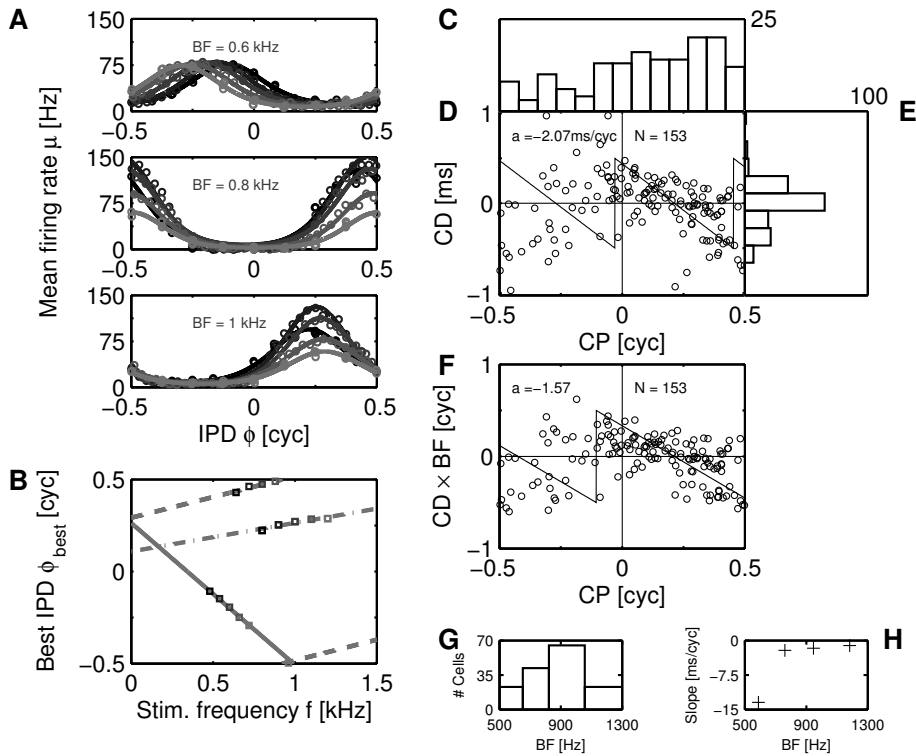 A
Mean firing rate μ [Hz]
150
75
0
BF = 0.6 kHz
−0.5 0 0.5
150
75
0
BF = 0.8 kHz
−0.5 0 0.5
150
75
0
BF = 1 kHz
−0.5 0 0.5
IPD ϕ [cyc]
B
Best IPD ϕbest [cyc]
0.5
0
−0.5
0 0.5 1 1.5
Stim. frequency f [kHz]
C
25
D
100
E
CD [ms]
1
0
−1
a =−2.07ms/cyc N = 153
−0.5 0 0.5
CP [cyc]
F
CD × BF [cyc]
1
0
−1
a =−1.57 N = 153
−0.5 0 0.5
CP [cyc]
G
# Cells
70
35
0
500 900 1300
BF [Hz]
H
Slope [ms/cyc]
0
−7.5
−15
500 900 1300
BF [Hz]